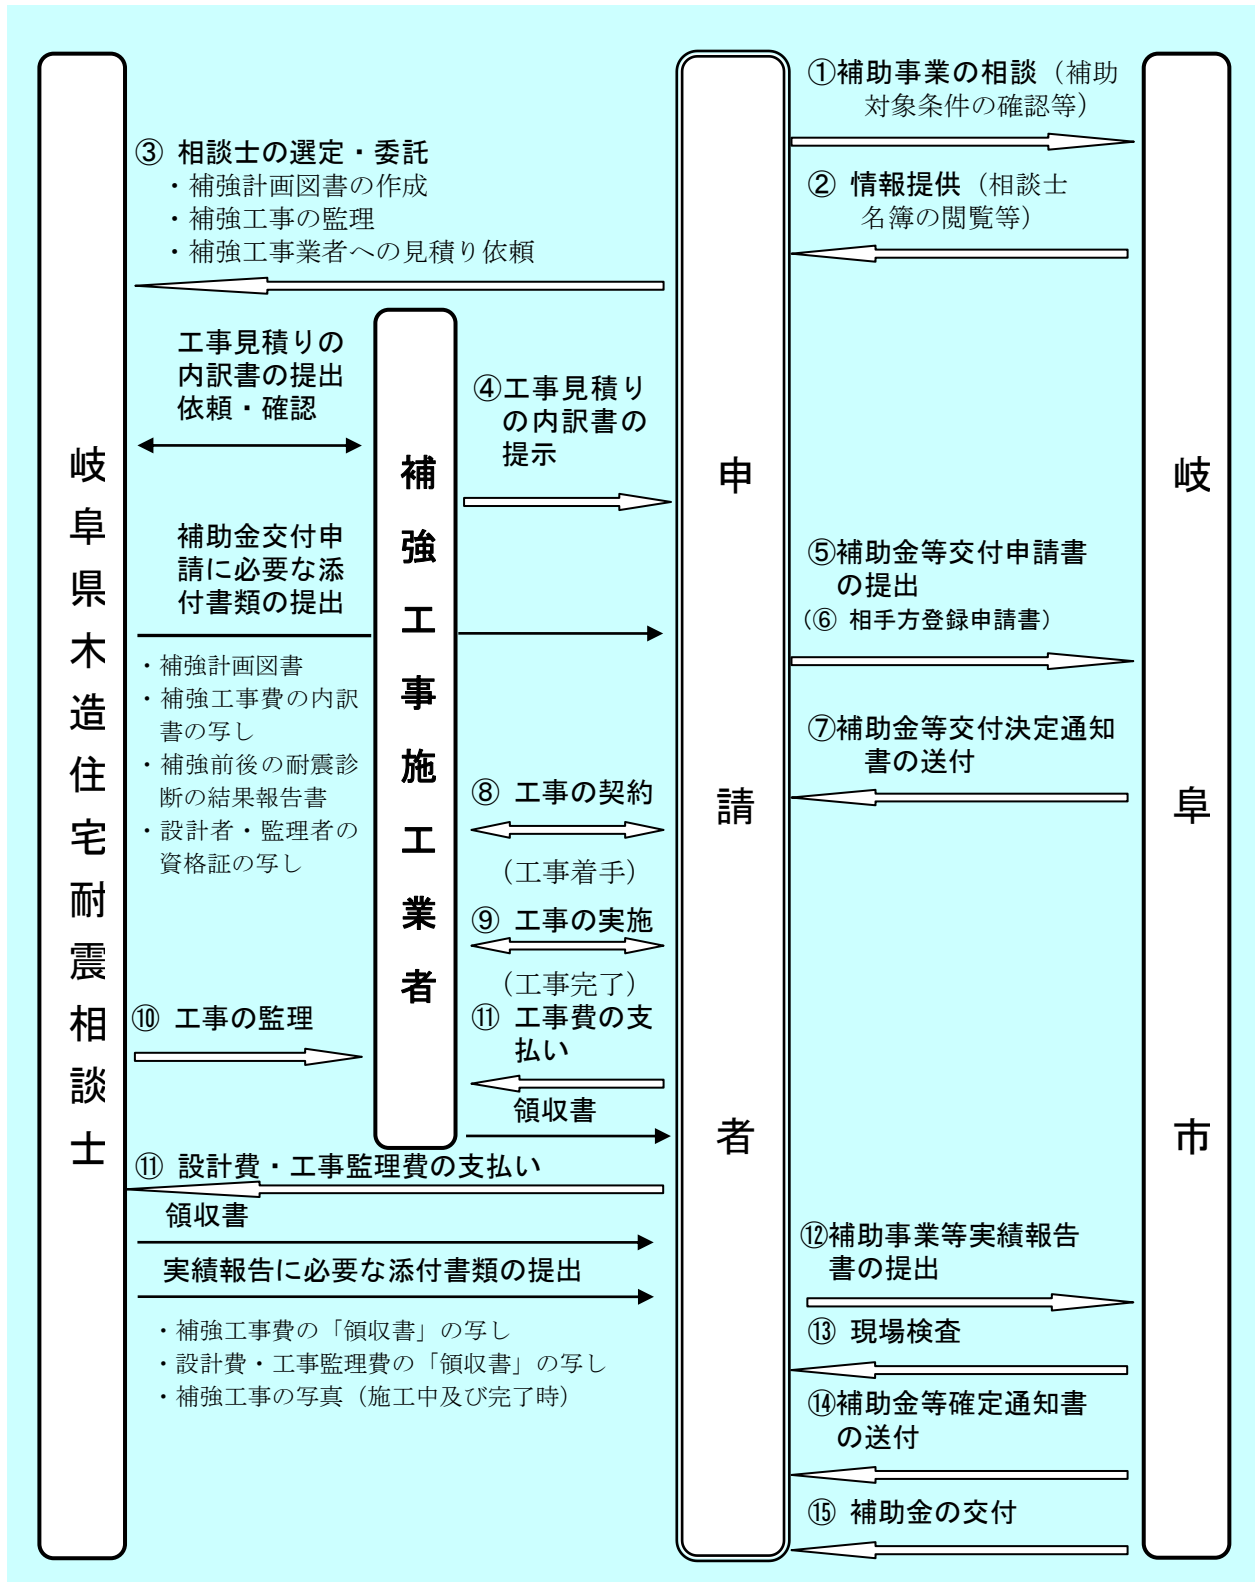 ①補助事業の相談（補助
対象条件の確認等）
② 情報提供（相談士
名簿の閲覧等）
③ 相談士の選定・委託
・補強計画図書の作成
・補強工事の監理
・補強工事業者への見積り依頼
工事見積りの
内訳書の提出
依頼・確認
④工事見積り
の内訳書の
提示
補助金交付申
請に必要な添
付書類の提出
・補強計画図書
・補強工事費の内訳
書の写し
・補強前後の耐震診
断の結果報告書
・設計者・監理者の
資格証の写し
⑤補助金等交付申請書
の提出
（⑥ 相手方登録申請書）
⑦補助金等交付決定通知
書の送付
⑧ 工事の契約
（工事着手）
⑨ 工事の実施
（工事完了）
⑩ 工事の監理
⑪ 工事費の支
払い
領収書
⑪ 設計費・工事監理費の支払い
領収書
実績報告に必要な添付書類の提出
・補強工事費の「領収書」の写し
・設計費・工事監理費の「領収書」の写し
・補強工事の写真（施工中及び完了時）
⑫補助事業等実績報告
書の提出
⑬ 現場検査
⑭補助金等確定通知書
の送付
⑮ 補助金の交付
岐阜県木造住宅耐震相談士
補強工事施工業者
申請者
岐阜市